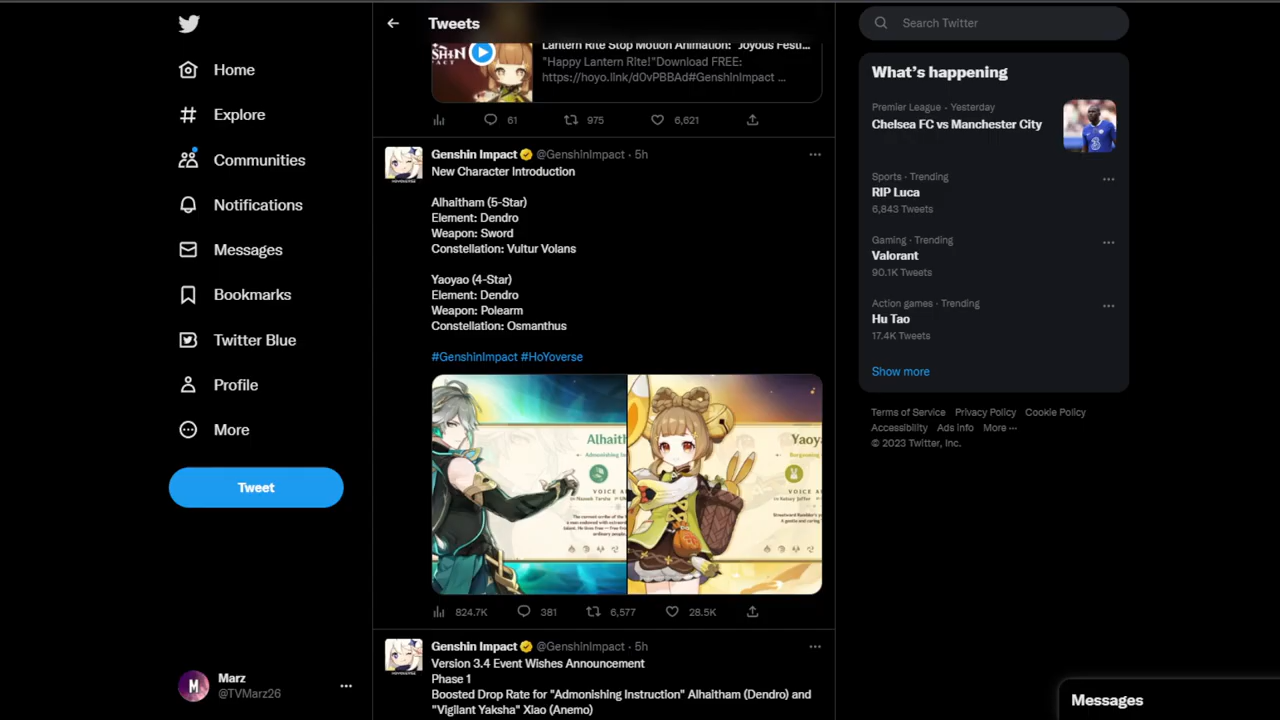 Home
Explore
Communities
Notifications
Messages
Bookmarks
Twitter Blue
Profile
More
Tweet
Marz
@TVMarz26
Tweets
Lantern Rite Stop Motion Animation: "Joyous Festi...
"Happy Lantern Rite!"Download FREE:
https://hoyo.link/d0vPBBAd#GenshinImpact ...
61 975 6,621
Genshin Impact @GenshinImpact · 5h
New Character Introduction
Alhaitham (5-Star)
Element: Dendro
Weapon: Sword
Constellation: Vultur Volans
Yaoyao (4-Star)
Element: Dendro
Weapon: Polearm
Constellation: Osmanthus
#GenshinImpact #HoYoverse
Alhaith
VOICE A
Yaoya
VOICE A
824.7K 381 6,577 28.5K
Genshin Impact @GenshinImpact · 5h
Version 3.4 Event Wishes Announcement
Phase 1
Boosted Drop Rate for "Admonishing Instruction" Alhaitham (Dendro) and
"Vigilant Yaksha" Xiao (Anemo)
Search Twitter
What's happening
Premier League · Yesterday
Chelsea FC vs Manchester City
3
Sports · Trending
RIP Luca
6,843 Tweets
Gaming · Trending
Valorant
90.1K Tweets
Action games · Trending
Hu Tao
17.4K Tweets
Show more
Terms of Service Privacy Policy Cookie Policy
Accessibility Ads info More ···
© 2023 Twitter, Inc.
Messages